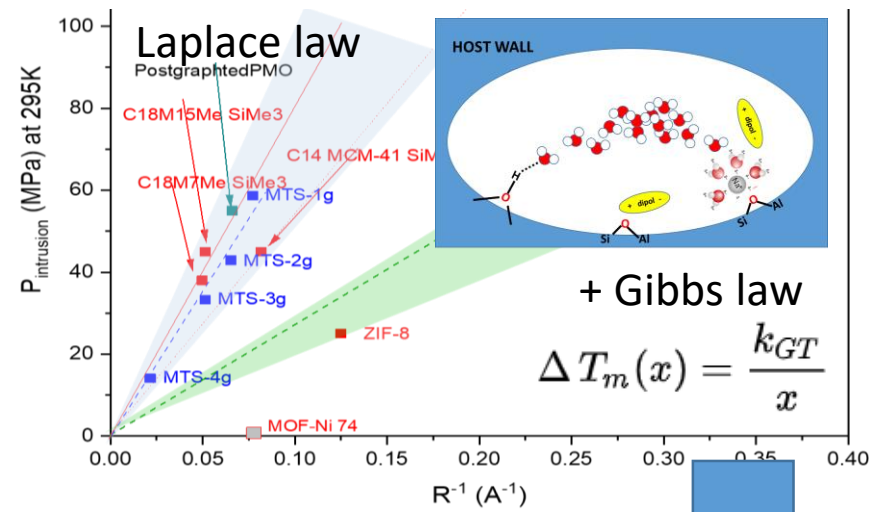 Laplace law
PostgraphtedPMO
C18M15Me SiMe3
C14 MCM-41 SiM
C18M7Me SiMe3
MTS-1g
MTS-2g
MTS-3g
ZIF-8
MTS-4g
MOF-Ni 74
P intrusion (MPa) at 295K
100
80
60
40
20
0
0.00 0.05 0.10 0.15 0.20 0.25 0.30 0.35 0.40
R⁻¹ (A⁻¹)
HOST WALL
+ dipol -
H
O
+ dipol -
O
Si Al
O
Si Al
+ Gibbs law
Δ T_m(x) = k_GT / x